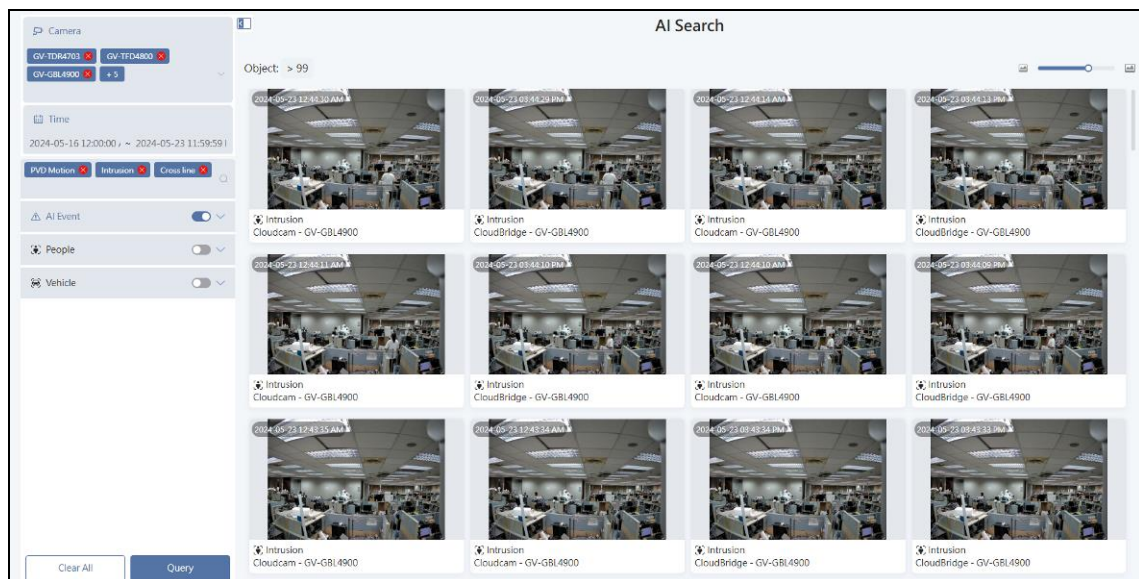 Camera
AI Search
GV-TDR4703 GV-TFD4800
GV-GBL4900 + 5
Object: > 99
Time
2024-05-16 12:00:00 ~ 2024-05-23 11:59:59
PVD Motion Intrusion Cross line
AI Event
People
Vehicle
Clear All Query
2024-05-23 12:44:30 AM 2024-05-23 03:44:29 PM 2024-05-23 12:44:14 AM 2024-05-23 03:44:13 PM
Intrusion Intrusion Intrusion Intrusion
Cloudcam - GV-GBL4900 CloudBridge - GV-GBL4900 Cloudcam - GV-GBL4900 CloudBridge - GV-GBL4900
2024-05-23 12:44:11 AM 2024-05-23 03:44:10 PM 2024-05-23 12:44:10 AM 2024-05-23 03:44:09 PM
Intrusion Intrusion Intrusion Intrusion
Cloudcam - GV-GBL4900 CloudBridge - GV-GBL4900 Cloudcam - GV-GBL4900 CloudBridge - GV-GBL4900
2024-05-23 12:43:35 AM 2024-05-23 12:43:34 AM 2024-05-23 03:43:34 PM 2024-05-23 03:43:33 PM
Intrusion Intrusion Intrusion Intrusion
Cloudcam - GV-GBL4900 Cloudcam - GV-GBL4900 CloudBridge - GV-GBL4900 CloudBridge - GV-GBL4900